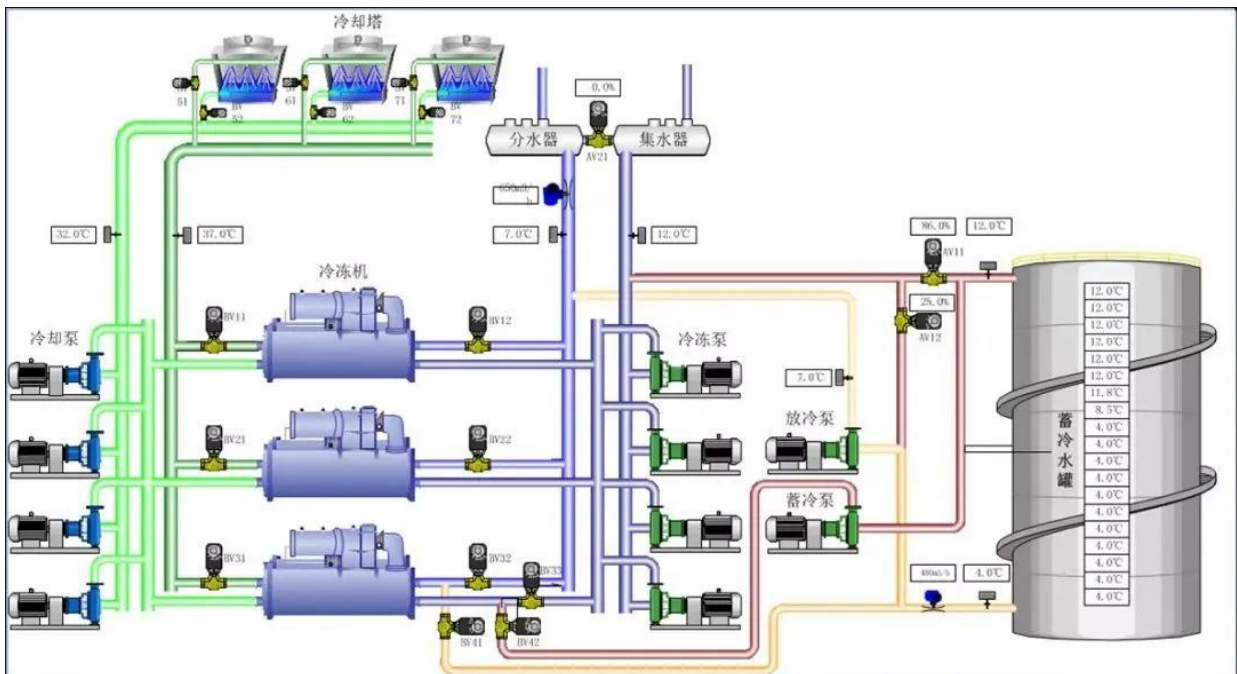 冷却塔
D
D
D
51
BV
52
61
BV
62
71
BV
72
0.0%
分水器
集水器
AV21
650m3/
h
32.0℃
37.0℃
7.0℃
12.0℃
86.0%
12.0℃
AV11
25.0%
AV12
冷冻机
冷却泵
冷冻泵
BV11
BV12
BV21
BV22
BV31
BV32
BV33
BV41
BV42
7.0℃
放冷泵
蓄冷泵
4.0℃
蓄冷水罐
12.0℃
12.0℃
12.0℃
12.0℃
12.0℃
12.0℃
11.8℃
8.5℃
4.0℃
4.0℃
4.0℃
4.0℃
4.0℃
4.0℃
4.0℃
4.0℃
4.0℃
4.0℃
4.0℃